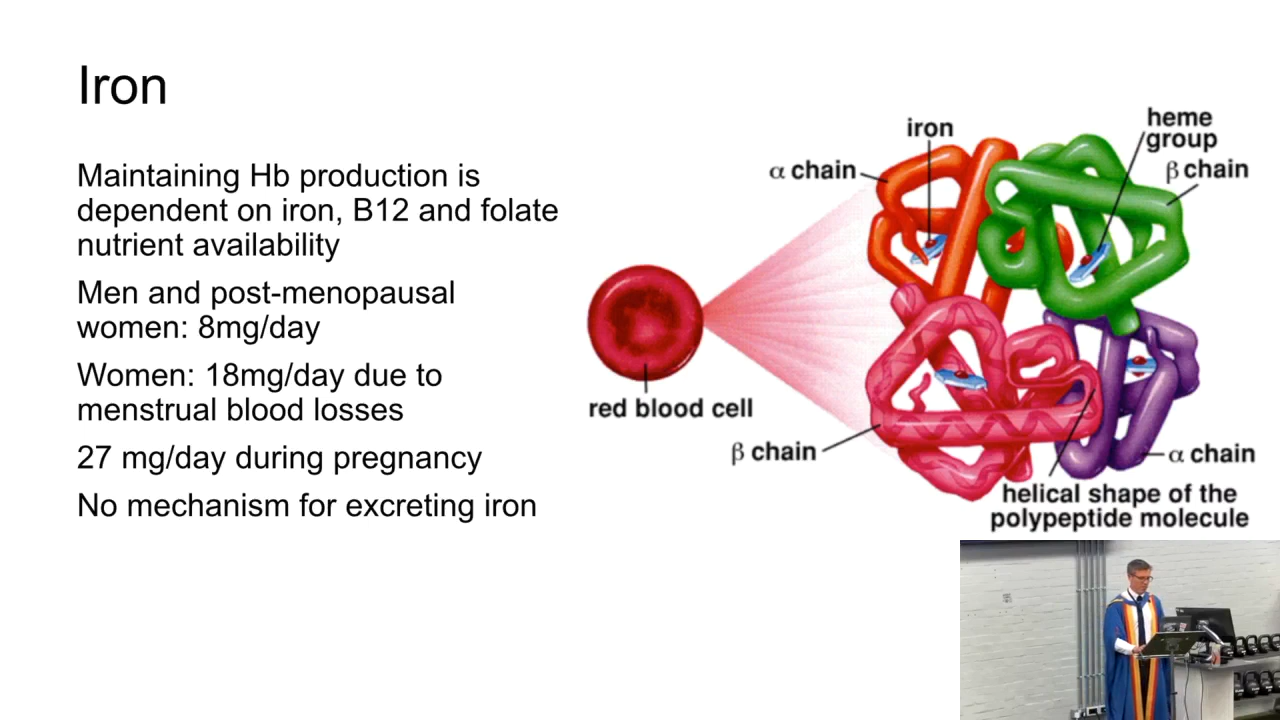 Iron
Maintaining Hb production is
dependent on iron, B12 and folate
nutrient availability
Men and post-menopausal
women: 8mg/day
Women: 18mg/day due to
menstrual blood losses
27 mg/day during pregnancy
No mechanism for excreting iron
iron
heme
group
α chain
β chain
red blood cell
β chain
α chain
helical shape of the
polypeptide molecule